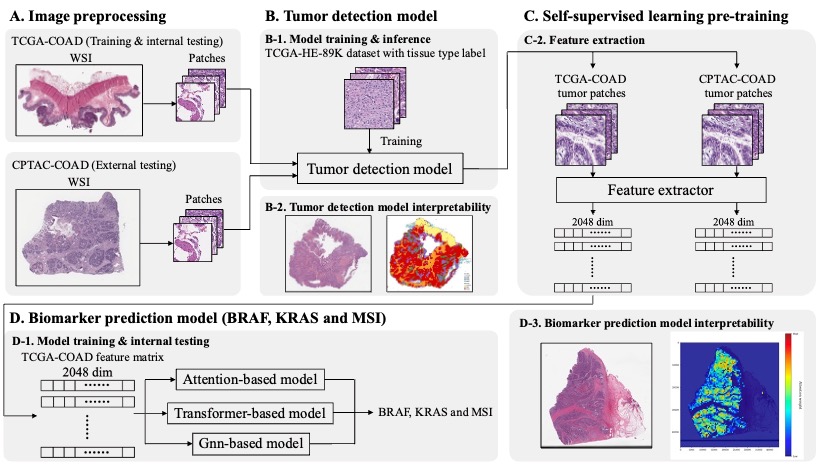 A. Image preprocessing
TCGA-COAD (Training & internal testing)
WSI
Patches
CPTAC-COAD (External testing)
WSI
Patches
B. Tumor detection model
B-1. Model training & inference
TCGA-HE-89K dataset with tissue type label
Training
Tumor detection model
B-2. Tumor detection model interpretability
C. Self-supervised learning pre-training
C-2. Feature extraction
TCGA-COAD
tumor patches
CPTAC-COAD
tumor patches
Feature extractor
2048 dim
2048 dim
D. Biomarker prediction model (BRAF, KRAS and MSI)
D-1. Model training & internal testing
TCGA-COAD feature matrix
2048 dim
Attention-based model
Transformer-based model
Gnn-based model
BRAF, KRAS and MSI
D-3. Biomarker prediction model interpretability